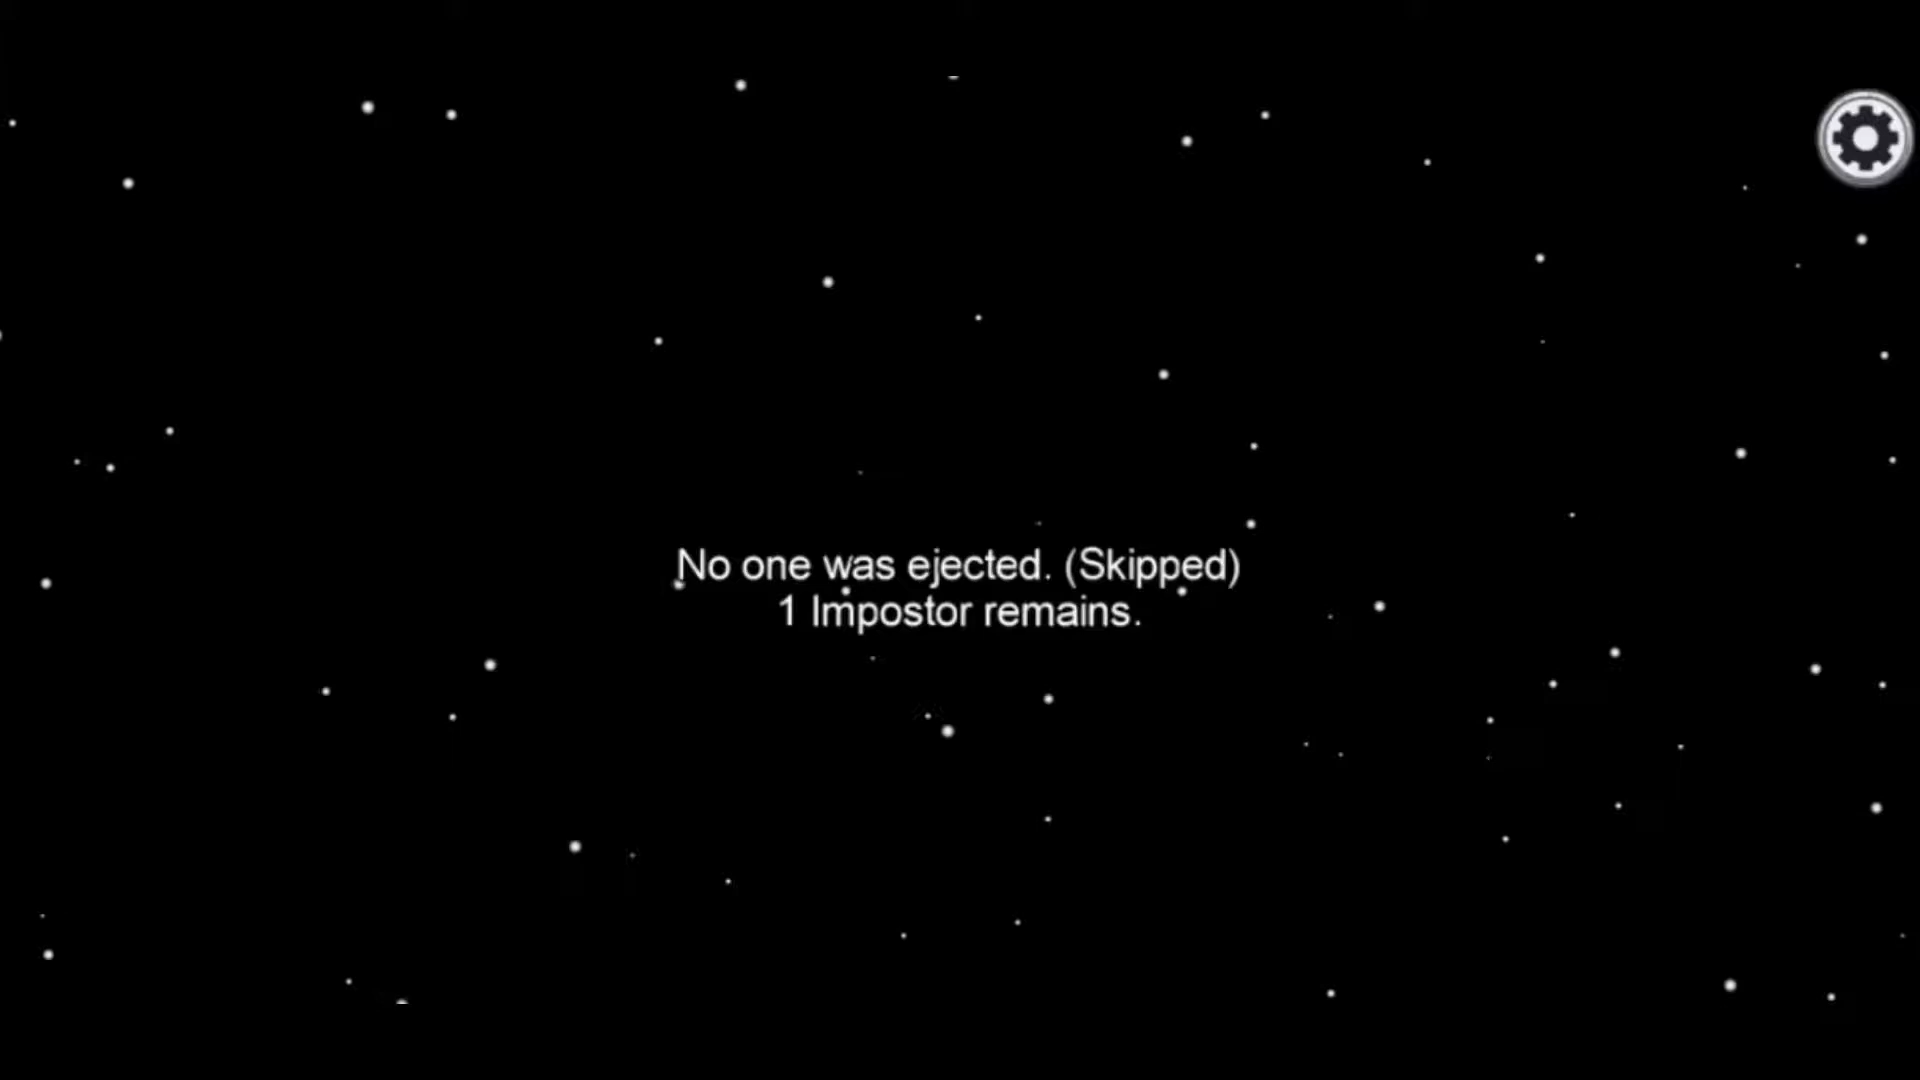 No one was ejected. (Skipped)
1 Impostor remains.